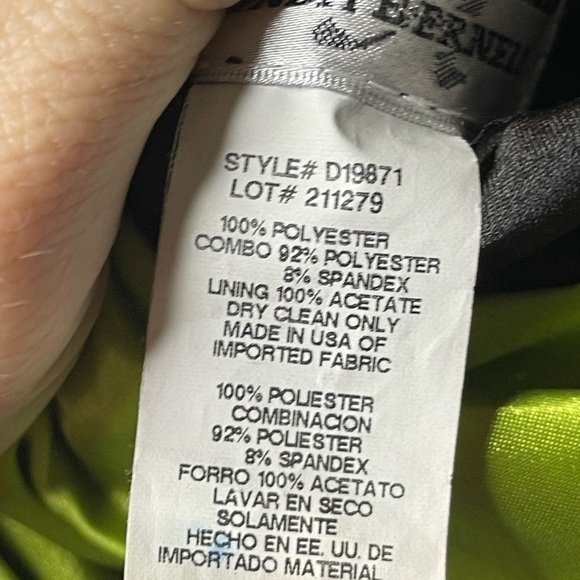 STYLE# D19871
LOT# 211279
100% POLYESTER
COMBO 92% POLYESTER
8% SPANDEX
LINING 100% ACETATE
DRY CLEAN ONLY
MADE IN USA OF
IMPORTED FABRIC
100% POLIESTER
COMBINACION
92% POLIESTER
8% SPANDEX
FORRO 100% ACETATO
LAVAR EN SECO
SOLAMENTE
HECHO EN EE. UU. DE
IMPORTADO MATERIAL